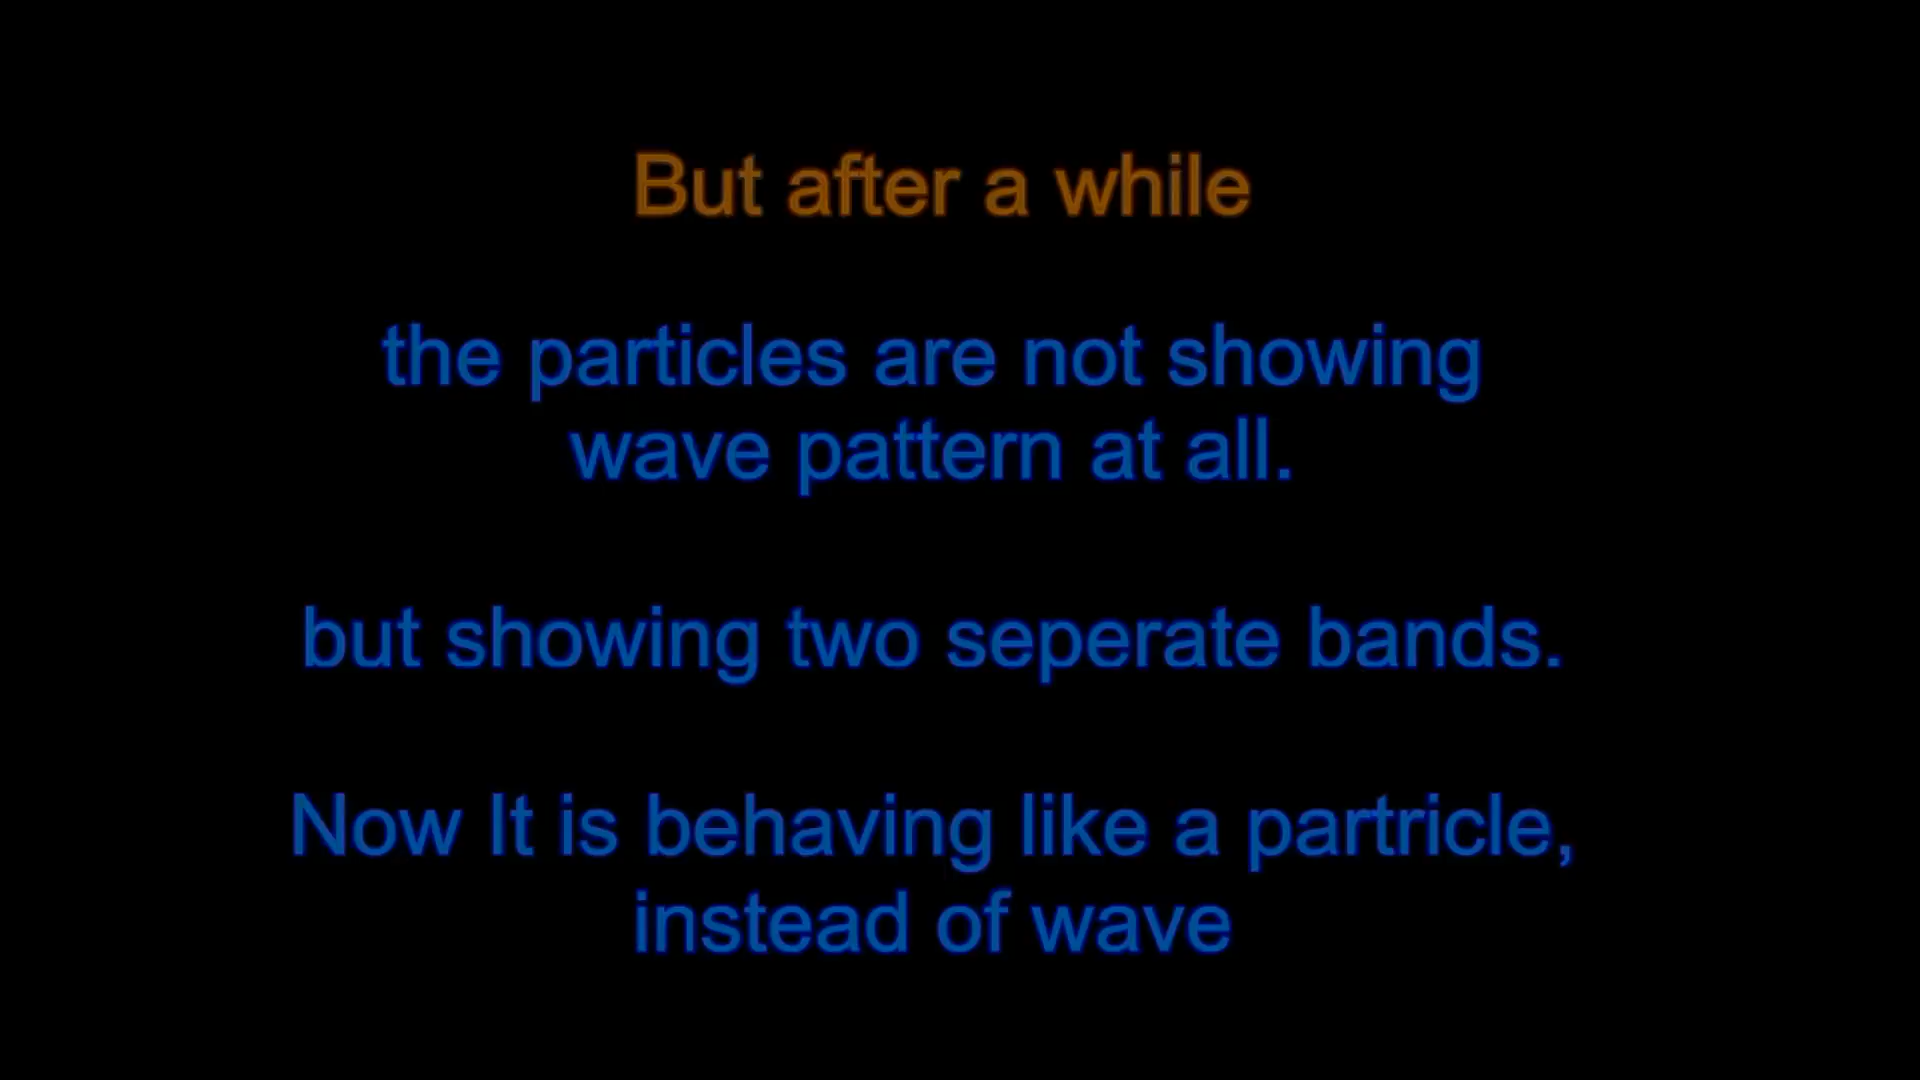 But after a while
the particles are not showing
wave pattern at all.
but showing two seperate bands.
Now It is behaving like a partricle,
instead of wave